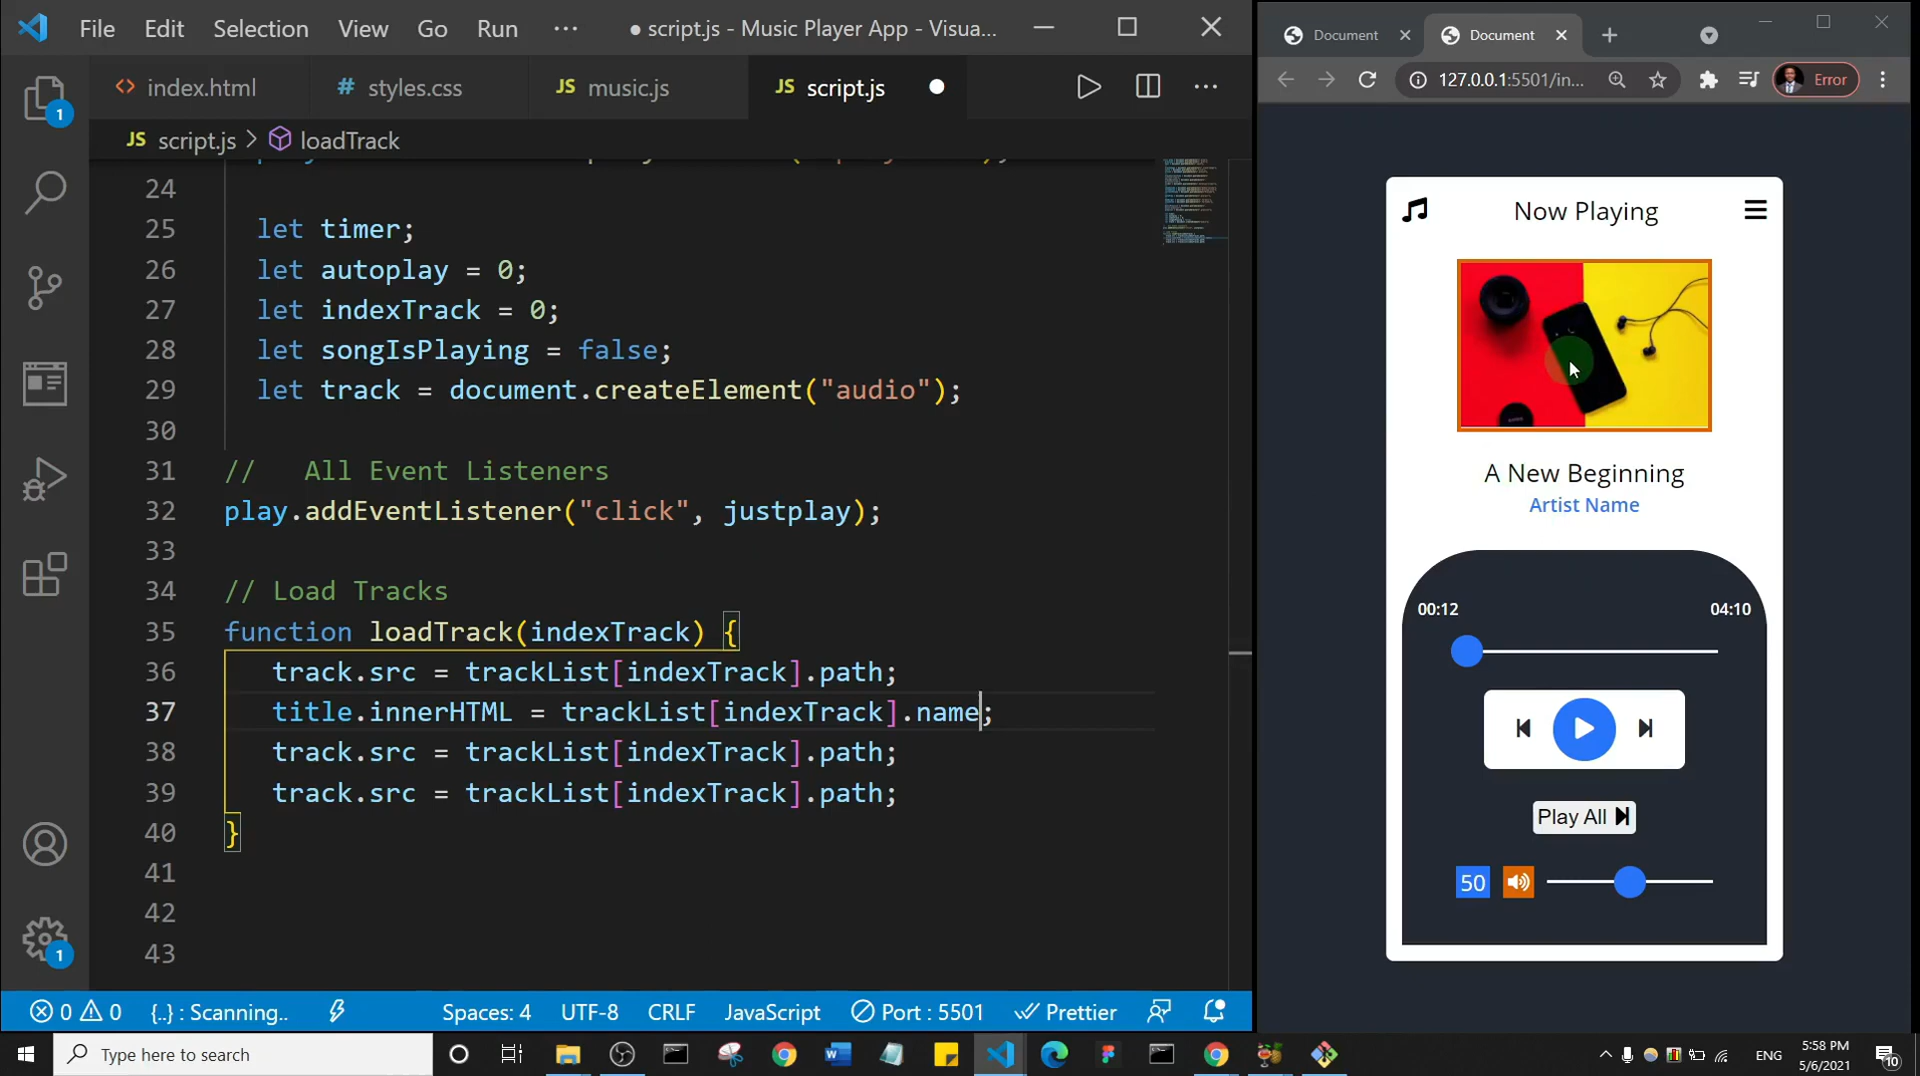 File Edit Selection View Go Run ··· ● script.js - Music Player App - Visua...
<> index.html # styles.css JS music.js JS script.js
JS script.js > loadTrack
24
25 let timer;
26 let autoplay = 0;
27 let indexTrack = 0;
28 let songIsPlaying = false;
29 let track = document.createElement("audio");
30
31 // All Event Listeners
32 play.addEventListener("click", justplay);
33
34 // Load Tracks
35 function loadTrack(indexTrack) {
36 track.src = trackList[indexTrack].path;
37 title.innerHTML = trackList[indexTrack].name;
38 track.src = trackList[indexTrack].path;
39 track.src = trackList[indexTrack].path;
40 }
41
42
43
1
1
0 0 {..} : Scanning.. Spaces: 4 UTF-8 CRLF JavaScript Port : 5501 Prettier
Document Document
127.0.0.1:5501/in... Error
Now Playing
A New Beginning
Artist Name
00:12 04:10
Play All
50
Type here to search ENG 5:58 PM
5/6/2021
10